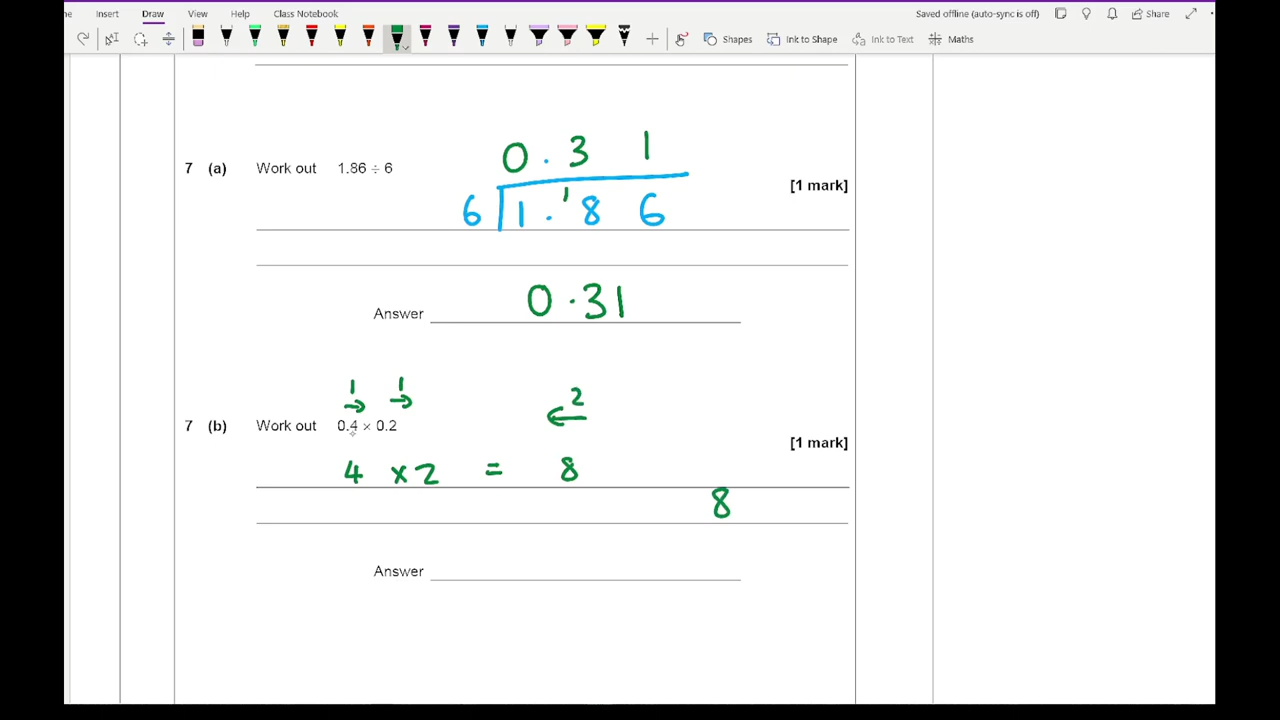 me Insert Draw View Help Class Notebook Saved offline (auto-sync is off) Share
Shapes Ink to Shape Ink to Text Maths
0 . 3 1
7 (a) Work out 1.86 ÷ 6
[1 mark]
6 1 . 1 8 6
Answer 0.31
1 1 2
7 (b) Work out 0.4 × 0.2
[1 mark]
4 × 2 = 8
8
Answer